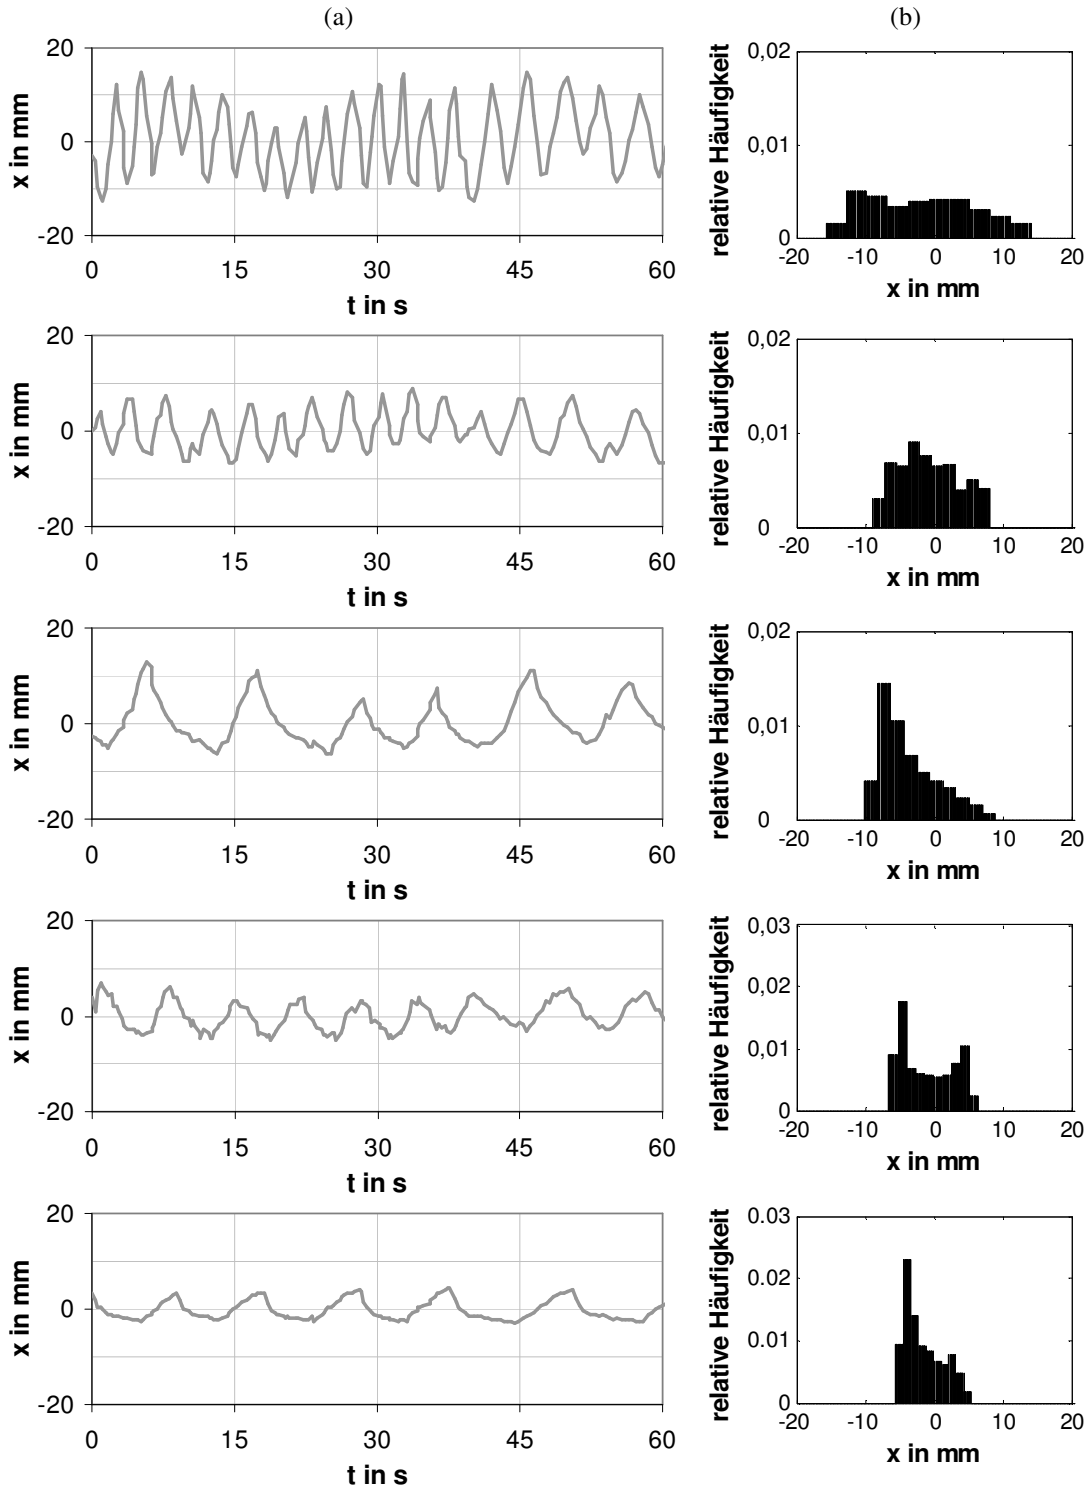 (a)
(b)
20
0
-20
x in mm
0 15 30 45 60
t in s
0,02
0,01
0
relative Häufigkeit
-20 -10 0 10 20
x in mm
20
0
-20
x in mm
0 15 30 45 60
t in s
0,02
0,01
0
relative Häufigkeit
-20 -10 0 10 20
x in mm
20
0
-20
x in mm
0 15 30 45 60
t in s
0,02
0,01
0
relative Häufigkeit
-20 -10 0 10 20
x in mm
20
0
-20
x in mm
0 15 30 45 60
t in s
0,03
0,02
0,01
0
relative Häufigkeit
-20 -10 0 10 20
x in mm
20
0
-20
x in mm
0 15 30 45 60
t in s
0.03
0.02
0.01
0
relative Häufigkeit
-20 -10 0 10 20
x in mm